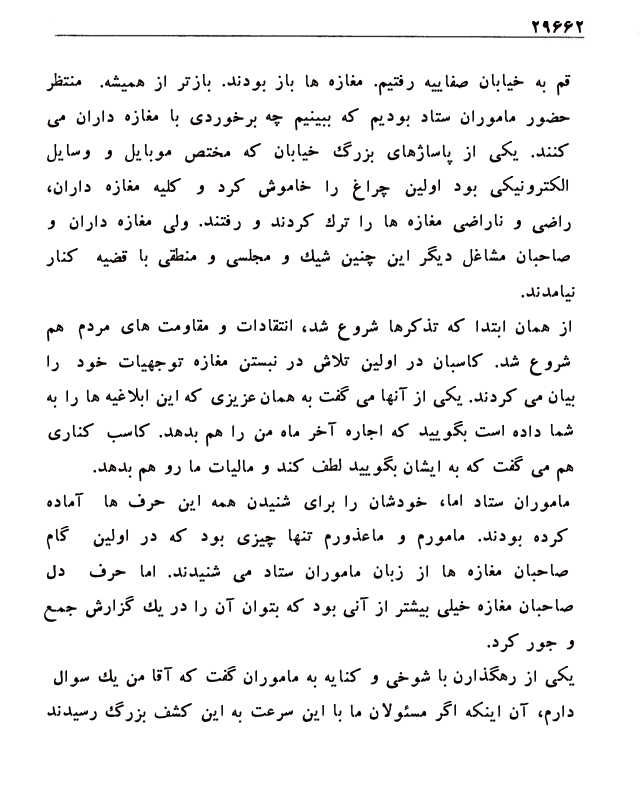 ۲۹۶۶۲
قم به خیابان صفاییه رفتیم. مغازه ها باز بودند. بازتر از همیشه. منتظر
حضور ماموران ستاد بودیم که ببینیم چه برخوردی با مغازه داران می
کنند. یکی از پاساژهای بزرگ خیابان که مختص موبایل و وسایل
الکترونیکی بود اولین چراغ را خاموش کرد و کلیه مغازه داران،
راضی و ناراضی مغازه ها را ترک کردند و رفتند. ولی مغازه داران و
صاحبان مشاغل دیگر این چنین شیک و مجلسی و منطقی با قضیه کنار
نیامدند.
از همان ابتدا که تذکرها شروع شد، انتقادات و مقاومت های مردم هم
شروع شد. کاسبان در اولین تلاش در نبستن مغازه توجهیات خود را
بیان می کردند. یکی از آنها می گفت به همان عزیزی که این ابلاغیه ها را به
شما داده است بگویید که اجاره آخر ماه من را هم بدهد. کاسب کناری
هم می گفت که به ایشان بگویید لطف کند و مالیات ما رو هم بدهد.
ماموران ستاد اما، خودشان را برای شنیدن همه این حرف ها آماده
کرده بودند. مامورم و ماعذورم تنها چیزی بود که در اولین گام
صاحبان مغازه ها از زبان ماموران ستاد می شنیدند. اما حرف دل
صاحبان مغازه خیلی بیشتر از آنی بود که بتوان آن را در یک گزارش جمع
و جور کرد.
یکی از رهگذارن با شوخی و کنایه به ماموران گفت که آقا من یک سوال
دارم، آن اینکه اگر مسئولان ما با این سرعت به این کشف بزرگ رسیدند